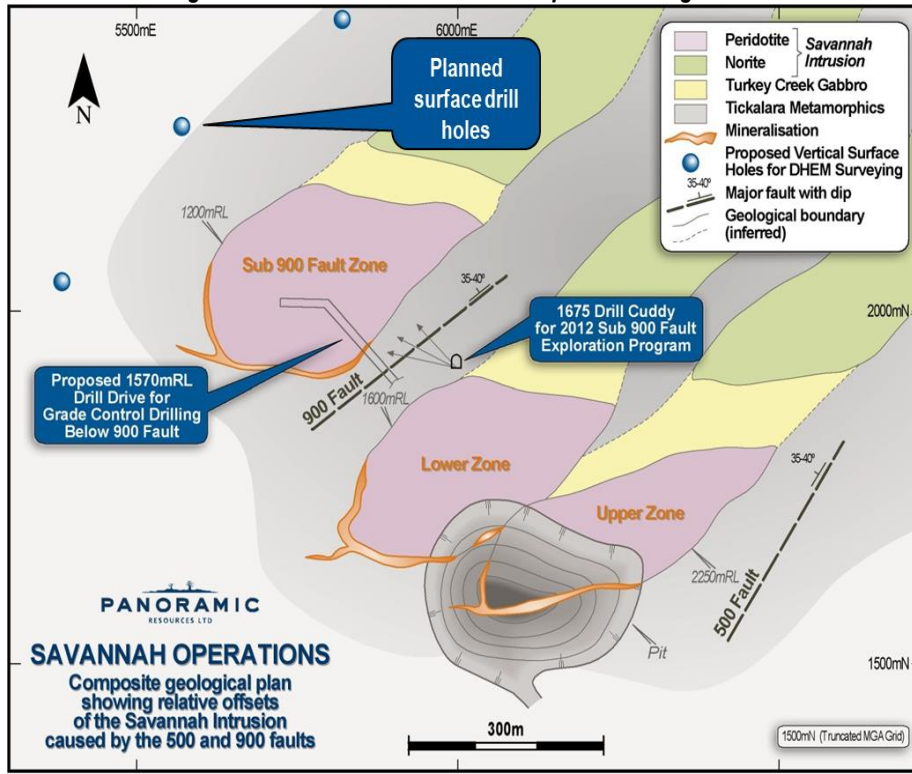 5500mE
6000mE
N
Planned
surface drill
holes
Peridotite
Norite
Savannah
Intrusion
Turkey Creek Gabbro
Tickalara Metamorphics
Mineralisation
Proposed Vertical Surface
Holes for DHEM Surveying
35-40º
Major fault with dip
Geological boundary
(inferred)
1200mRL
Sub 900 Fault Zone
35-40º
2000mN
1675 Drill Cuddy
for 2012 Sub 900 Fault
Exploration Program
Proposed 1570mRL
Drill Drive for
Grade Control Drilling
Below 900 Fault
900 Fault
1600mRL
Lower Zone
35-40º
Upper Zone
2250mRL
500 Fault
Pit
PANORAMIC
RESOURCES LTD
SAVANNAH OPERATIONS
Composite geological plan
showing relative offsets
of the Savannah Intrusion
caused by the 500 and 900 faults
1500mN
300m
1500mN (Truncated MGA Grid)